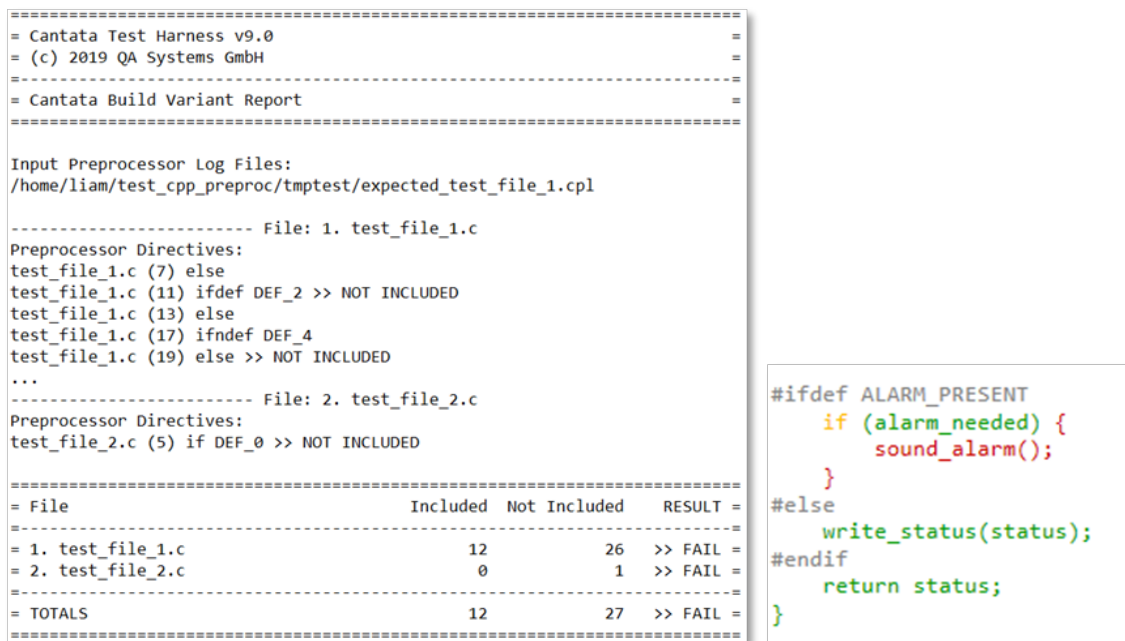 ===========================================================================
= Cantata Test Harness v9.0                                               =
= (c) 2019 QA Systems GmbH                                                =
=-------------------------------------------------------------------------=
= Cantata Build Variant Report                                            =
===========================================================================
Input Preprocessor Log Files:
/home/liam/test_cpp_preproc/tmptest/expected_test_file_1.cpl
------------------------- File: 1. test_file_1.c
Preprocessor Directives:
test_file_1.c (7) else
test_file_1.c (11) ifdef DEF_2 >> NOT INCLUDED
test_file_1.c (13) else
test_file_1.c (17) ifndef DEF_4
test_file_1.c (19) else >> NOT INCLUDED
...
------------------------- File: 2. test_file_2.c
Preprocessor Directives:
test_file_2.c (5) if DEF_0 >> NOT INCLUDED
===========================================================================
= File                                   Included  Not Included    RESULT =
=-------------------------------------------------------------------------=
= 1. test_file_1.c                             12            26   >> FAIL =
= 2. test_file_2.c                              0             1   >> FAIL =
=-------------------------------------------------------------------------=
= TOTALS                                       12            27   >> FAIL =
===========================================================================
#ifdef ALARM_PRESENT
    if (alarm_needed) {
        sound_alarm();
    }
#else
    write_status(status);
#endif
    return status;
}